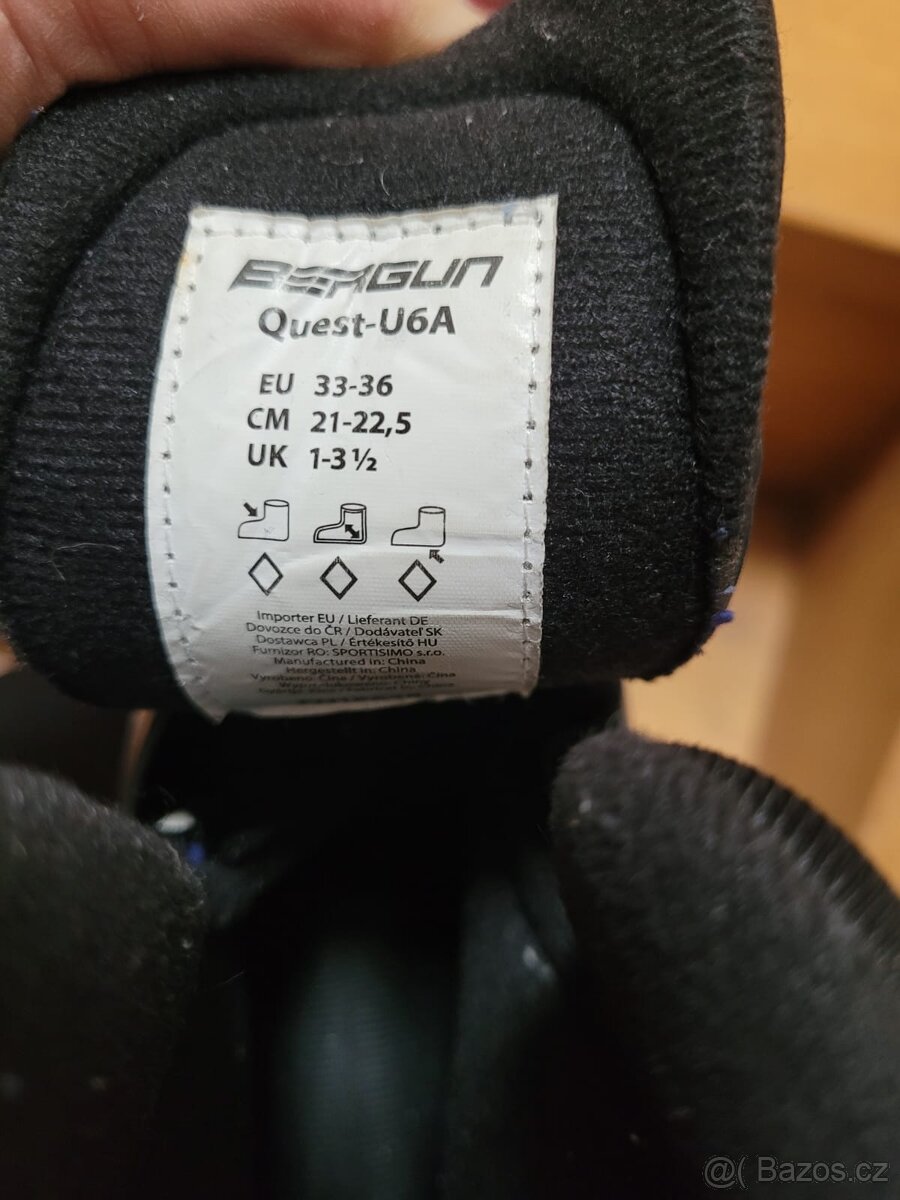 BERGUN
Quest-U6A
EU 33-36
CM 21-22,5
UK 1-3 ½
Importer EU / Lieferant DE
Dovozce do ČR / Dodávateľ SK
Dostawca PL / Értékesítő HU
Furnizor RO: SPORTISIMO s.r.o.
Manufactured in: China
Hergestellt in: China
Vyrobeno: Čína / Vyrobená: Čína
@( Bazos.cz